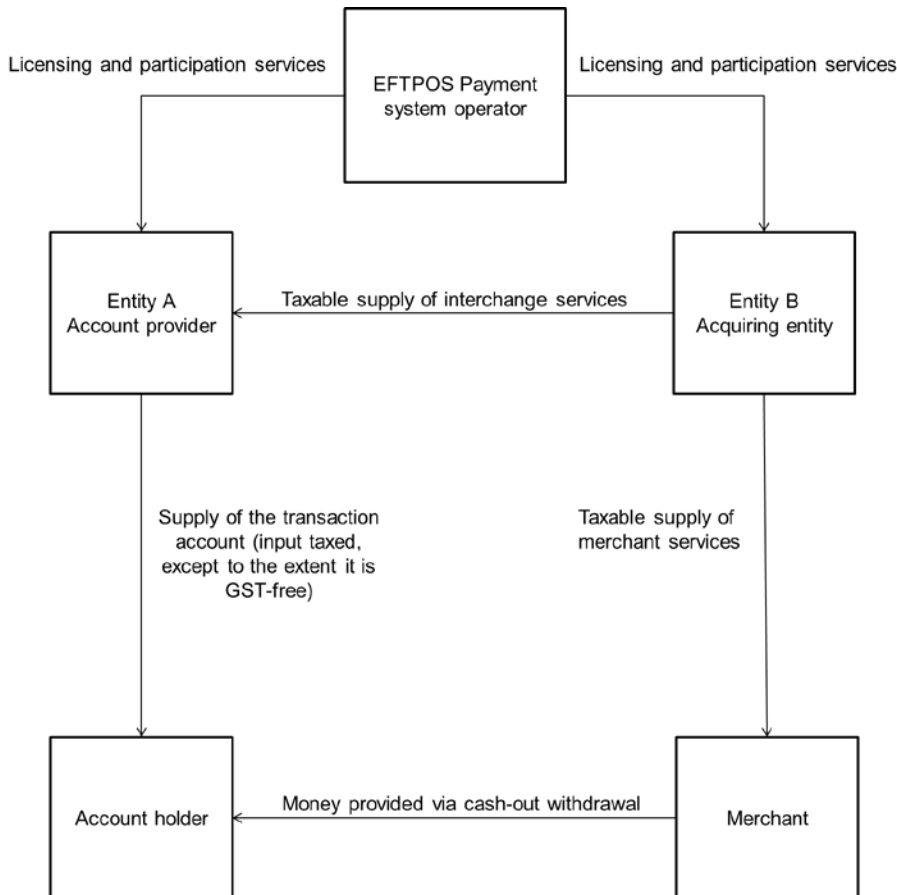 Licensing and participation services
EFTPOS Payment
system operator
Licensing and participation services
Entity A
Account provider
Taxable supply of interchange services
Entity B
Acquiring entity
Supply of the transaction
account (input taxed,
except to the extent it is
GST-free)
Taxable supply of
merchant services
Account holder
Money provided via cash-out withdrawal
Merchant